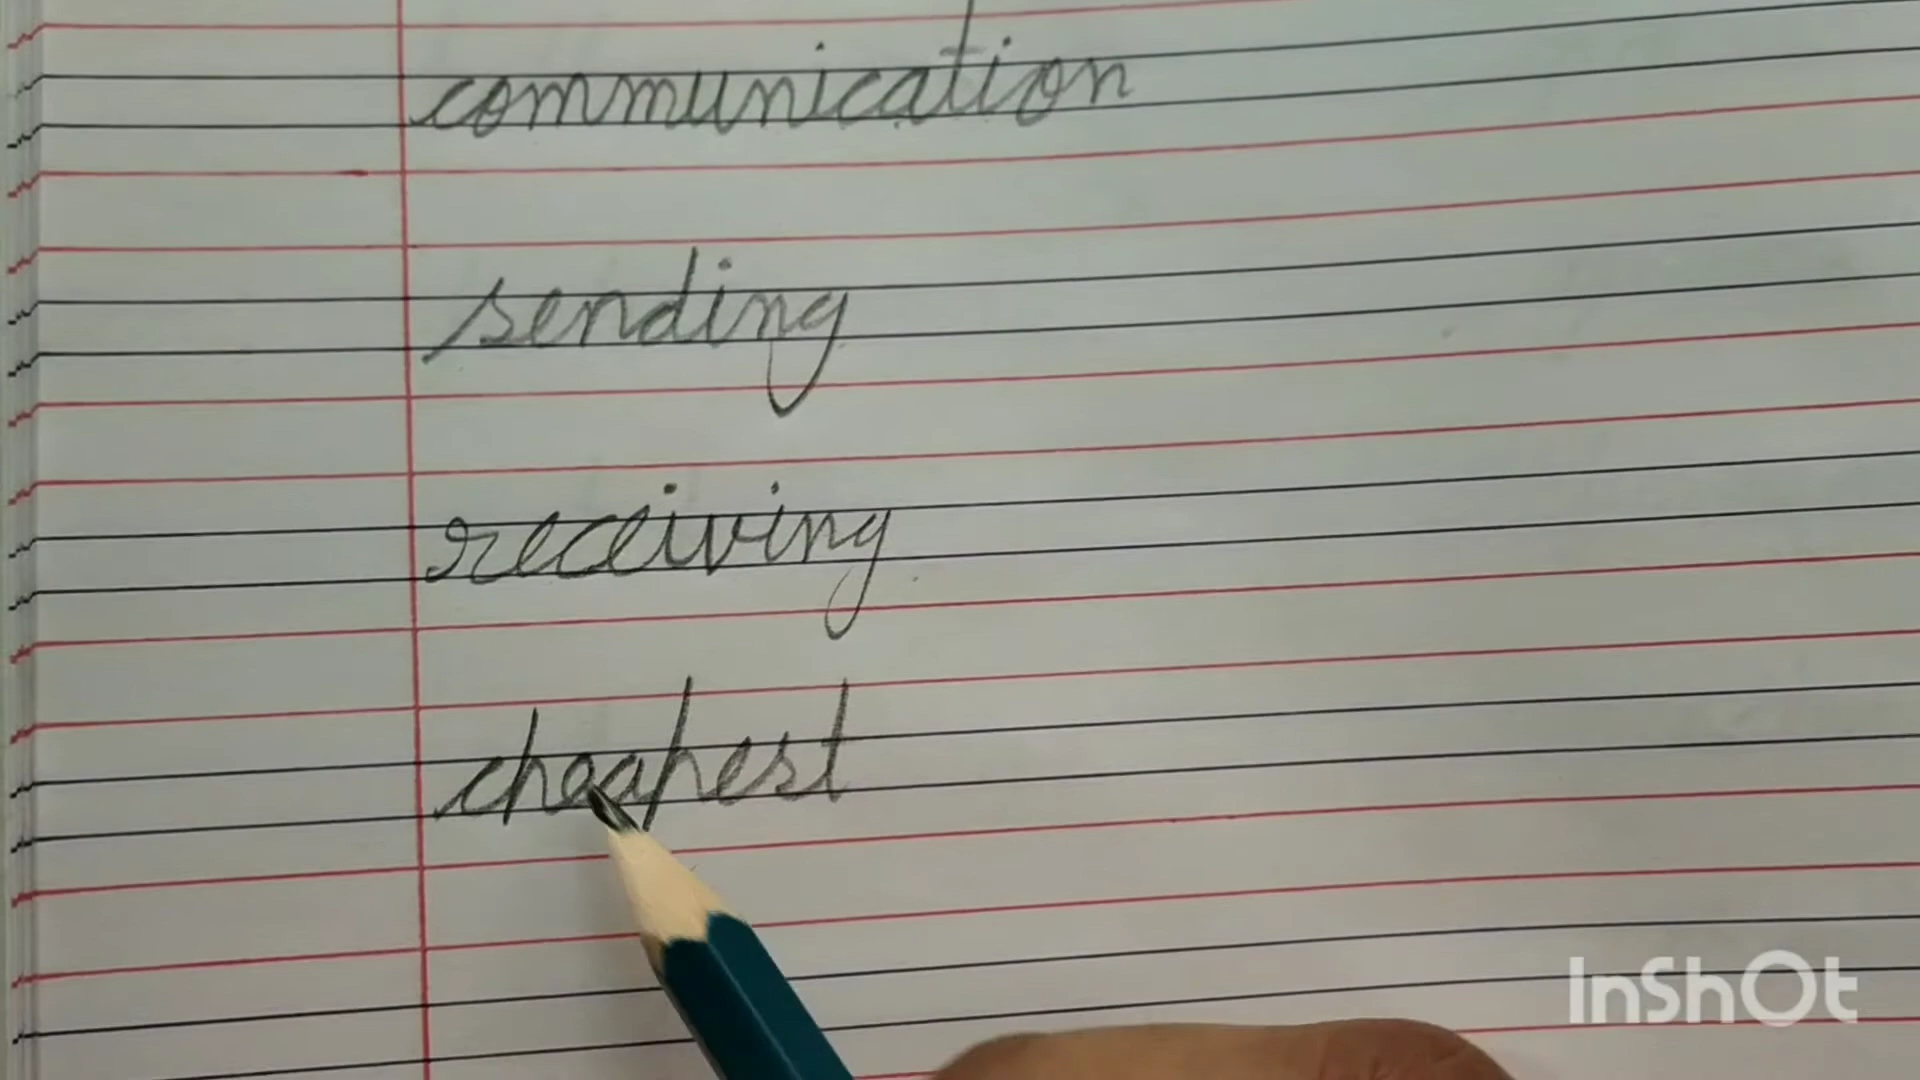 communication
sending
receiving
cheapest
InShOt